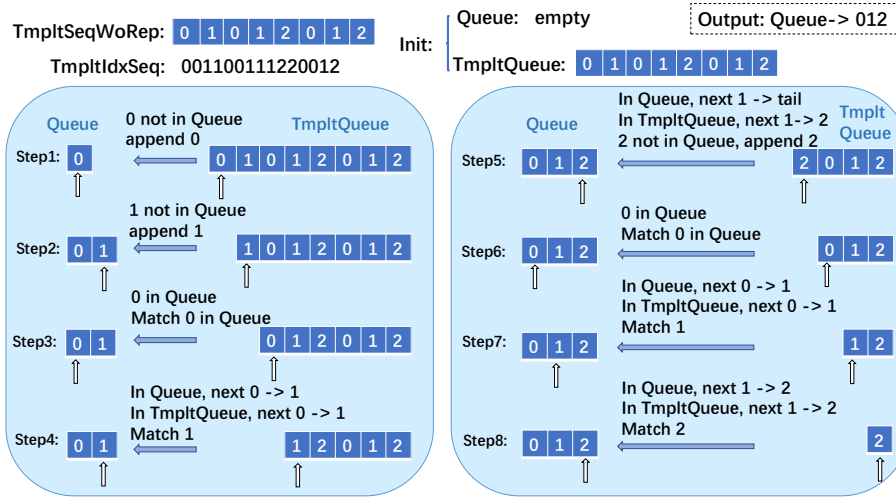 TmpltSeqWoRep: 0 1 0 1 2 0 1 2
TmpltIdxSeq: 001100111220012
Init:
Queue: empty
TmpltQueue: 0 1 0 1 2 0 1 2
Output: Queue-> 012
Queue
TmpltQueue
0 not in Queue
append 0
Step1: 0
0 1 0 1 2 0 1 2
1 not in Queue
append 1
Step2: 0 1
1 0 1 2 0 1 2
0 in Queue
Match 0 in Queue
Step3: 0 1
0 1 2 0 1 2
In Queue, next 0 -> 1
In TmpltQueue, next 0 -> 1
Match 1
Step4: 0 1
1 2 0 1 2
Queue
Tmplt
Queue
In Queue, next 1 -> tail
In TmpltQueue, next 1-> 2
2 not in Queue, append 2
Step5: 0 1 2
2 0 1 2
0 in Queue
Match 0 in Queue
Step6: 0 1 2
0 1 2
In Queue, next 0 -> 1
In TmpltQueue, next 0 -> 1
Match 1
Step7: 0 1 2
1 2
In Queue, next 1 -> 2
In TmpltQueue, next 1 -> 2
Match 2
Step8: 0 1 2
2